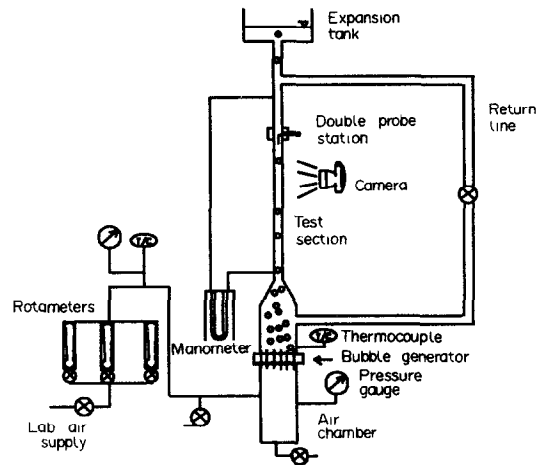 Expansion
tank
Double probe
station
Return
line
Camera
Test
section
T/C
Rotameters
Manometer
T/C
Thermocouple
Bubble generator
Pressure
gauge
Lab air
supply
Air
chamber